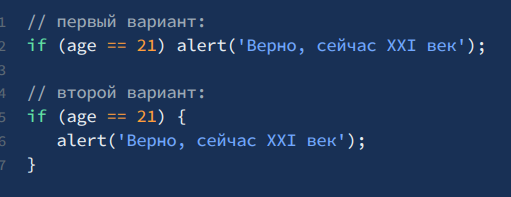 1 // первый вариант:
2 if (age == 21) alert('Верно, сейчас XXI век');
3
4 // второй вариант:
5 if (age == 21) {
6    alert('Верно, сейчас XXI век');
7 }